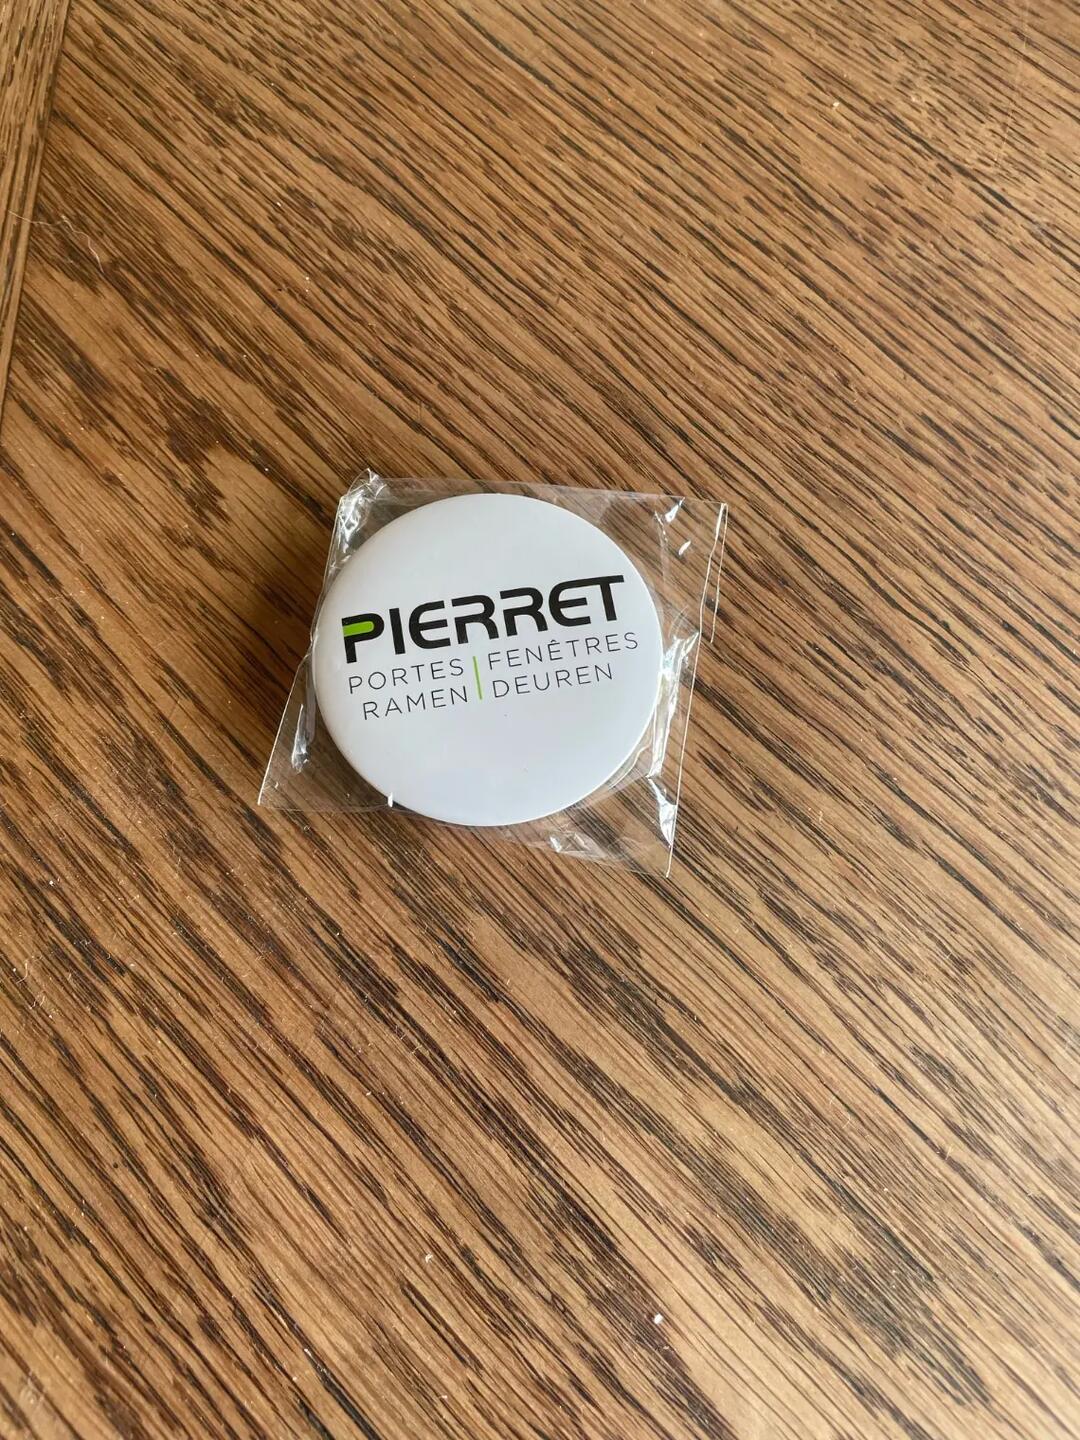 PIERRET
PORTES | FENÊTRES
RAMEN | DEUREN